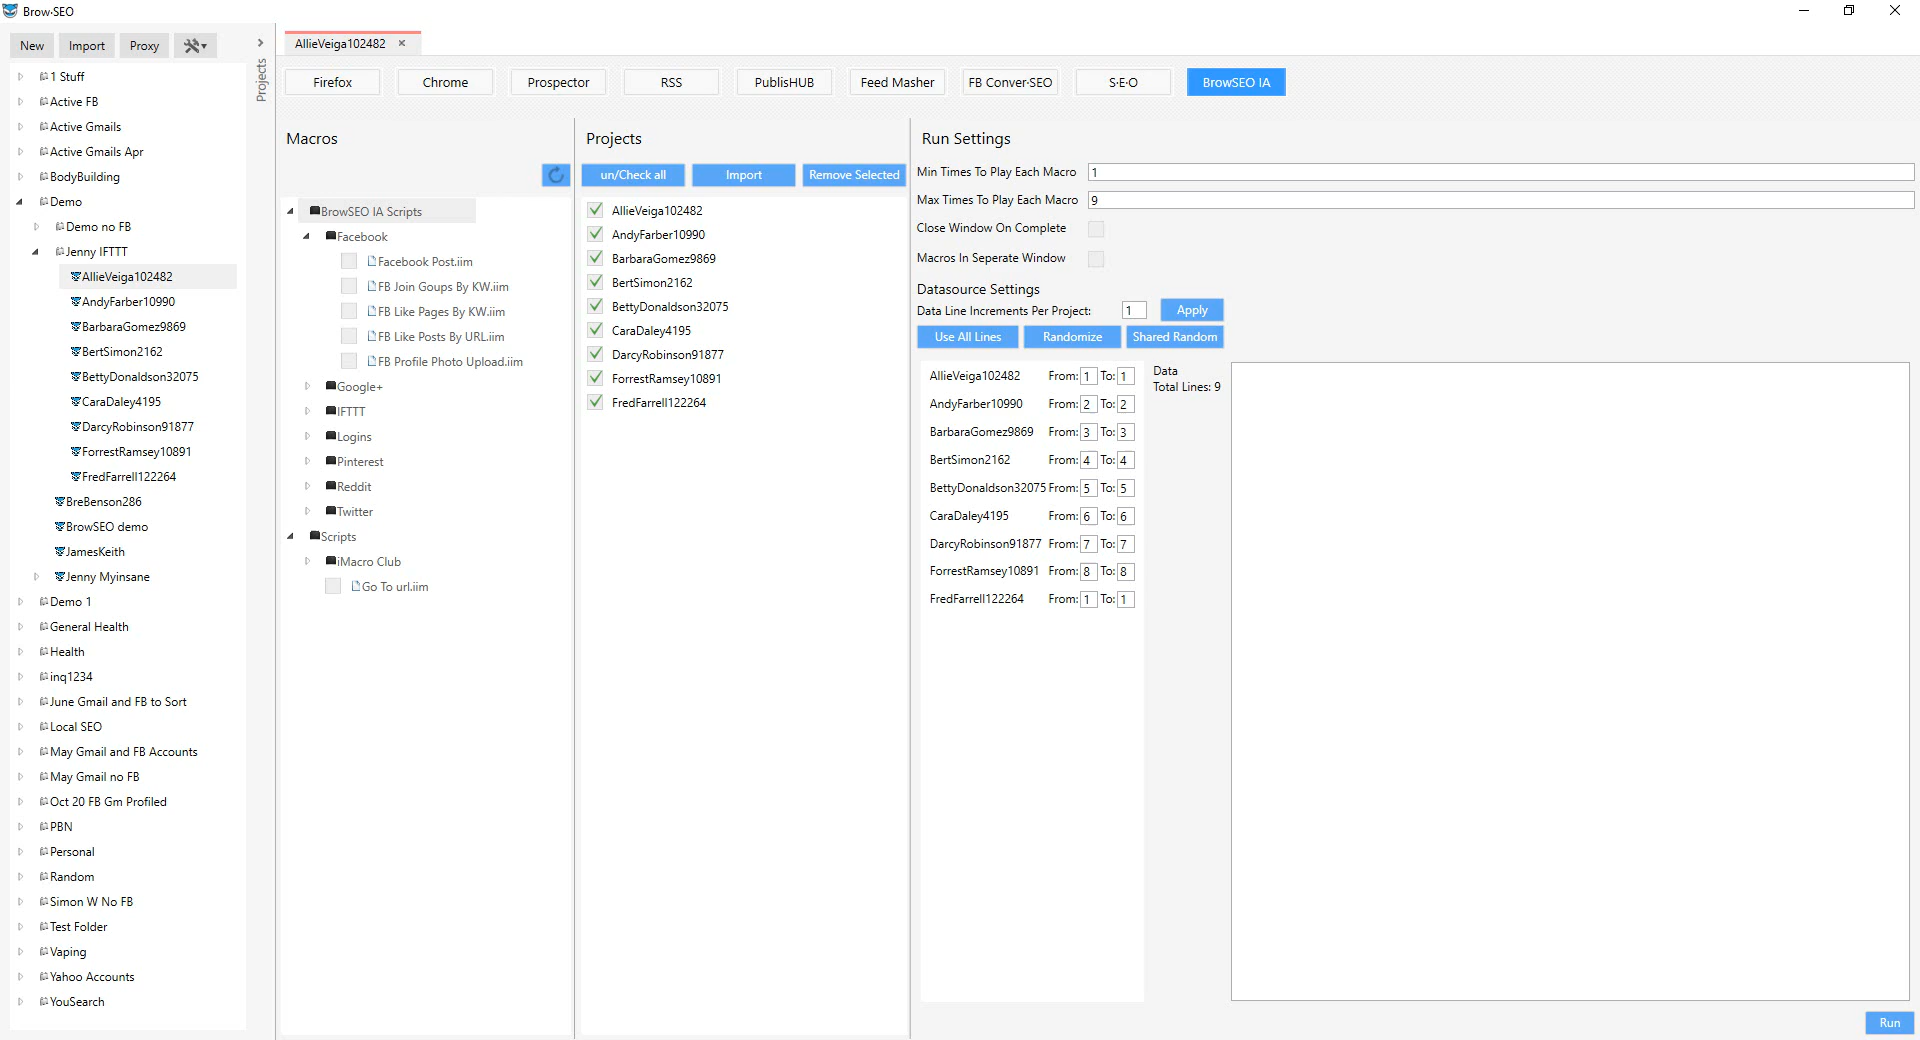 Brow·SEO
New
Import
Proxy
Projects
1 Stuff
Active FB
Active Gmails
Active Gmails Apr
BodyBuilding
Demo
Demo no FB
Jenny IFTTT
AllieVeiga102482
AndyFarber10990
BarbaraGomez9869
BertSimon2162
BettyDonaldson32075
CaraDaley4195
DarcyRobinson91877
ForrestRamsey10891
FredFarrell122264
BreBenson286
BrowSEO demo
JamesKeith
Jenny Myinsane
Demo 1
General Health
Health
inq1234
June Gmail and FB to Sort
Local SEO
May Gmail and FB Accounts
May Gmail no FB
Oct 20 FB Gm Profiled
PBN
Personal
Random
Simon W No FB
Test Folder
Vaping
Yahoo Accounts
YouSearch
AllieVeiga102482
Firefox
Chrome
Prospector
RSS
PublisHUB
Feed Masher
FB Conver·SEO
S·E·O
BrowSEO IA
Macros
BrowSEO IA Scripts
Facebook
Facebook Post.iim
FB Join Goups By KW.iim
FB Like Pages By KW.iim
FB Like Posts By URL.iim
FB Profile Photo Upload.iim
Google+
IFTTT
Logins
Pinterest
Reddit
Twitter
Scripts
iMacro Club
Go To url.iim
Projects
un/Check all
Import
Remove Selected
AllieVeiga102482
AndyFarber10990
BarbaraGomez9869
BertSimon2162
BettyDonaldson32075
CaraDaley4195
DarcyRobinson91877
ForrestRamsey10891
FredFarrell122264
Run Settings
Min Times To Play Each Macro 1
Max Times To Play Each Macro 9
Close Window On Complete
Macros In Seperate Window
Datasource Settings
Data Line Increments Per Project: 1 Apply
Use All Lines
Randomize
Shared Random
AllieVeiga102482 From: 1 To: 1
AndyFarber10990 From: 2 To: 2
BarbaraGomez9869 From: 3 To: 3
BertSimon2162 From: 4 To: 4
BettyDonaldson32075 From: 5 To: 5
CaraDaley4195 From: 6 To: 6
DarcyRobinson91877 From: 7 To: 7
ForrestRamsey10891 From: 8 To: 8
FredFarrell122264 From: 1 To: 1
Data
Total Lines: 9
Run